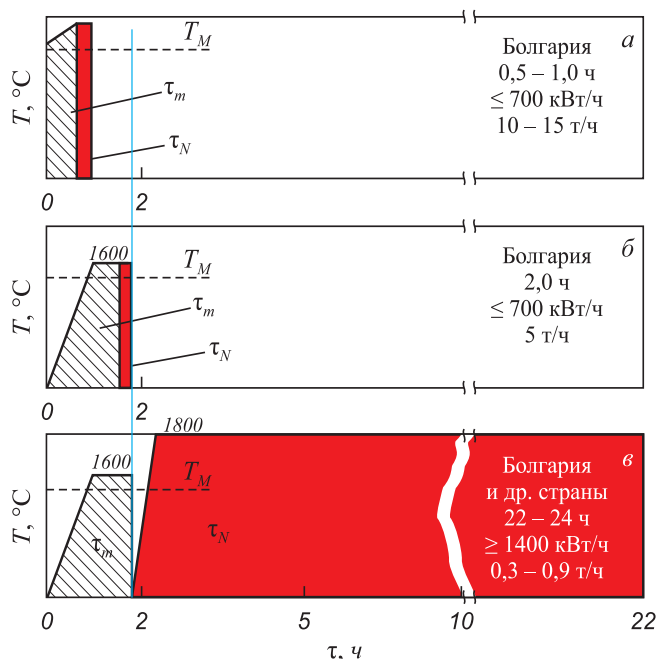 T, °C
T_M
τ_m
τ_N
Болгария
0,5 – 1,0 ч
≤ 700 кВт/ч
10 – 15 т/ч
а
0 2
T, °C
1600
T_M
τ_m
τ_N
Болгария
2,0 ч
≤ 700 кВт/ч
5 т/ч
б
0 2
T, °C
1600
1800
T_M
τ_m
τ_N
Болгария
и др. страны
22 – 24 ч
≥ 1400 кВт/ч
0,3 – 0,9 т/ч
в
0 2 5 10 22
τ, ч